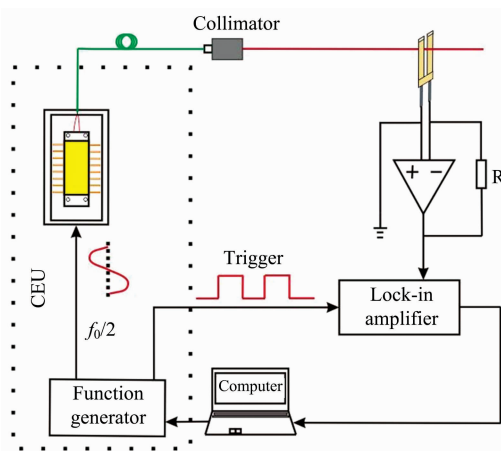 Collimator
+ −
R
CEU
Trigger
Lock-in
amplifier
f₀/2
Function
generator
Computer